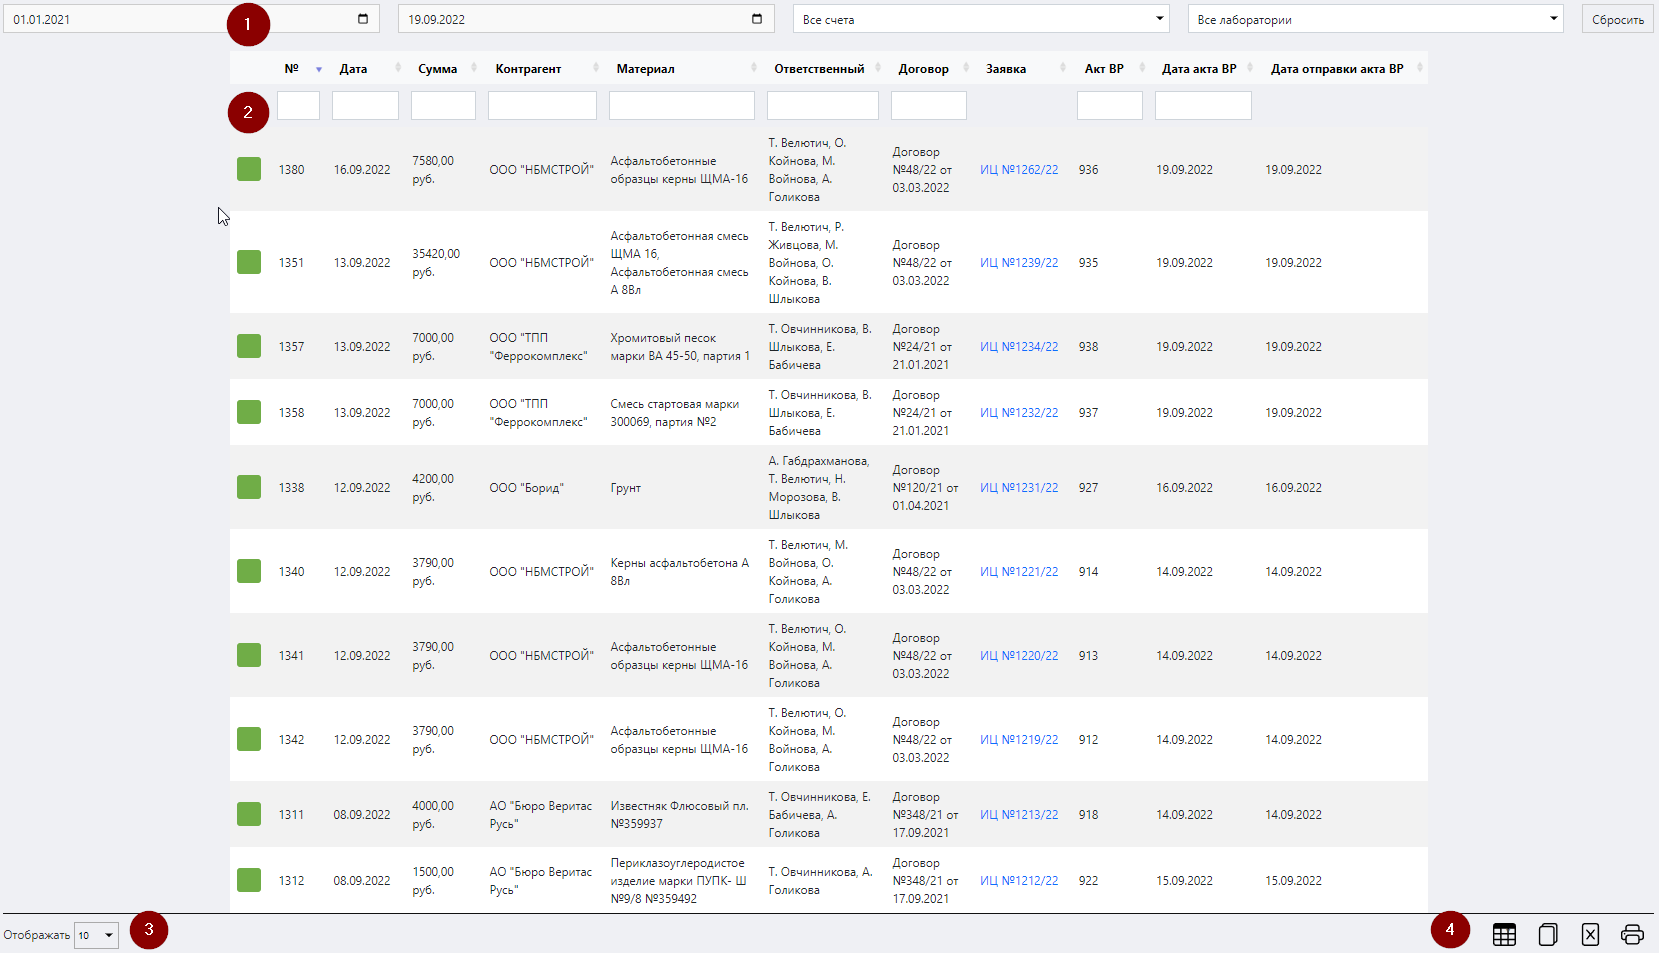 01.01.2021 19.09.2022 Все счета Все лаборатории Сбросить
1
№ Дата Сумма Контрагент Материал Ответственный Договор Заявка Акт ВР Дата акта ВР Дата отправки акта ВР
2
1380 16.09.2022 7580,00 руб. ООО "НБМСТРОЙ" Асфальтобетонные образцы керны ЩМА-16 Т. Велютич, О. Койнова, М. Войнова, А. Голикова Договор №48/22 от 03.03.2022 ИЦ №1262/22 936 19.09.2022 19.09.2022
1351 13.09.2022 35420,00 руб. ООО "НБМСТРОЙ" Асфальтобетонная смесь ЩМА 16, Асфальтобетонная смесь А 8Вл Т. Велютич, Р. Живцова, М. Войнова, О. Койнова, В. Шлыкова Договор №48/22 от 03.03.2022 ИЦ №1239/22 935 19.09.2022 19.09.2022
1357 13.09.2022 7000,00 руб. ООО "ТПП "Феррокомплекс" Хромитовый песок марки ВА 45-50, партия 1 Т. Овчинникова, В. Шлыкова, Е. Бабичева Договор №24/21 от 21.01.2021 ИЦ №1234/22 938 19.09.2022 19.09.2022
1358 13.09.2022 7000,00 руб. ООО "ТПП "Феррокомплекс" Смесь стартовая марки 300069, партия №2 Т. Овчинникова, В. Шлыкова, Е. Бабичева Договор №24/21 от 21.01.2021 ИЦ №1232/22 937 19.09.2022 19.09.2022
1338 12.09.2022 4200,00 руб. ООО "Борид" Грунт А. Габдрахманова, Т. Велютич, Н. Морозова, В. Шлыкова Договор №120/21 от 01.04.2021 ИЦ №1231/22 927 16.09.2022 16.09.2022
1340 12.09.2022 3790,00 руб. ООО "НБМСТРОЙ" Керны асфальтобетона А 8Вл Т. Велютич, М. Войнова, О. Койнова, А. Голикова Договор №48/22 от 03.03.2022 ИЦ №1221/22 914 14.09.2022 14.09.2022
1341 12.09.2022 3790,00 руб. ООО "НБМСТРОЙ" Асфальтобетонные образцы керны ЩМА-16 Т. Велютич, О. Койнова, М. Войнова, А. Голикова Договор №48/22 от 03.03.2022 ИЦ №1220/22 913 14.09.2022 14.09.2022
1342 12.09.2022 3790,00 руб. ООО "НБМСТРОЙ" Асфальтобетонные образцы керны ЩМА-16 Т. Велютич, О. Койнова, М. Войнова, А. Голикова Договор №48/22 от 03.03.2022 ИЦ №1219/22 912 14.09.2022 14.09.2022
1311 08.09.2022 4000,00 руб. АО "Бюро Веритас Русь" Известняк Флюсовый пл. №359937 Т. Овчинникова, Е. Бабичева, А. Голикова Договор №348/21 от 17.09.2021 ИЦ №1213/22 918 14.09.2022 14.09.2022
1312 08.09.2022 1500,00 руб. АО "Бюро Веритас Русь" Периклазоуглеродистое изделие марки ПУПК- Ш №9/8 №359492 Т. Овчинникова, А. Голикова Договор №348/21 от 17.09.2021 ИЦ №1212/22 922 15.09.2022 15.09.2022
Отображать 10 3 4